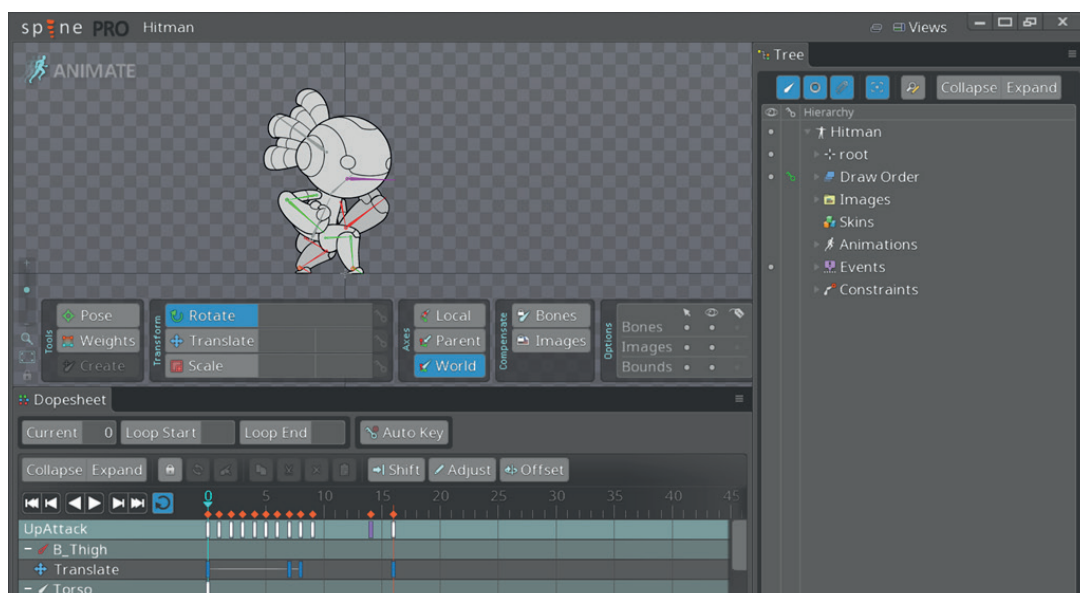 spine PRO Hitman Views
ANIMATE
Tree
Collapse Expand
Hierarchy
Hitman
root
Draw Order
Images
Skins
Animations
Events
Constraints
Tools
Pose
Weights
Create
Transform
Rotate
Translate
Scale
Axes
Local
Parent
World
Compensate
Bones
Images
Options
Bones
Images
Bounds
Dopesheet
Current 0 Loop Start Loop End Auto Key
Collapse Expand Shift Adjust Offset
0 5 10 15 20 25 30 35 40 45
UpAttack
B_Thigh
Translate
Torso